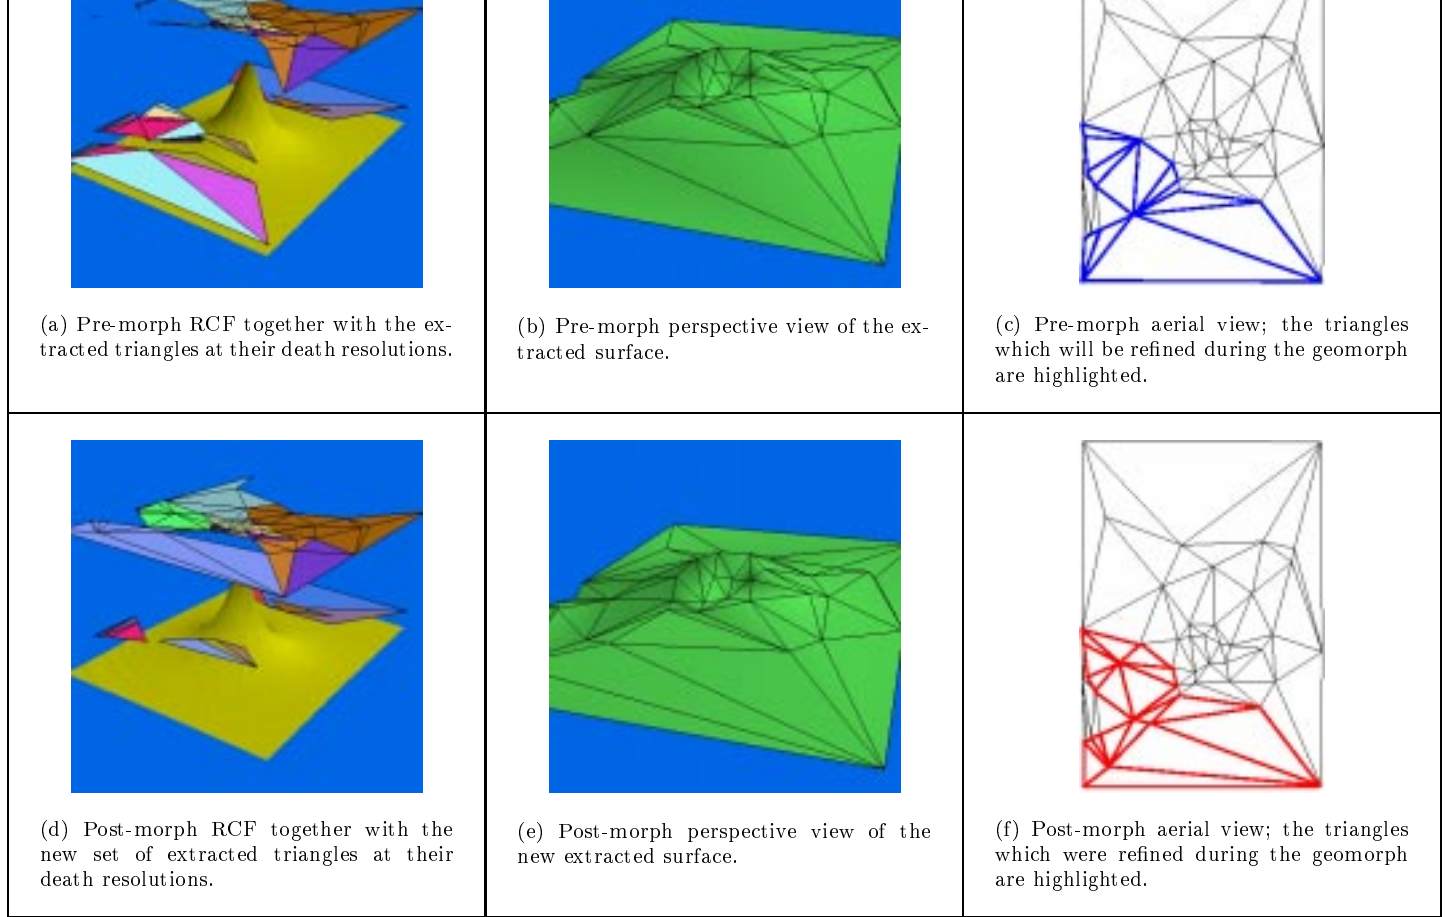 (a) Pre-morph RCF together with the ex-
tracted triangles at their death resolutions.
(b) Pre-morph perspective view of the ex-
tracted surface.
(c) Pre-morph aerial view; the triangles
which will be refined during the geomorph
are highlighted.
(d) Post-morph RCF together with the
new set of extracted triangles at their
death resolutions.
(e) Post-morph perspective view of the
new extracted surface.
(f) Post-morph aerial view; the triangles
which were refined during the geomorph
are highlighted.